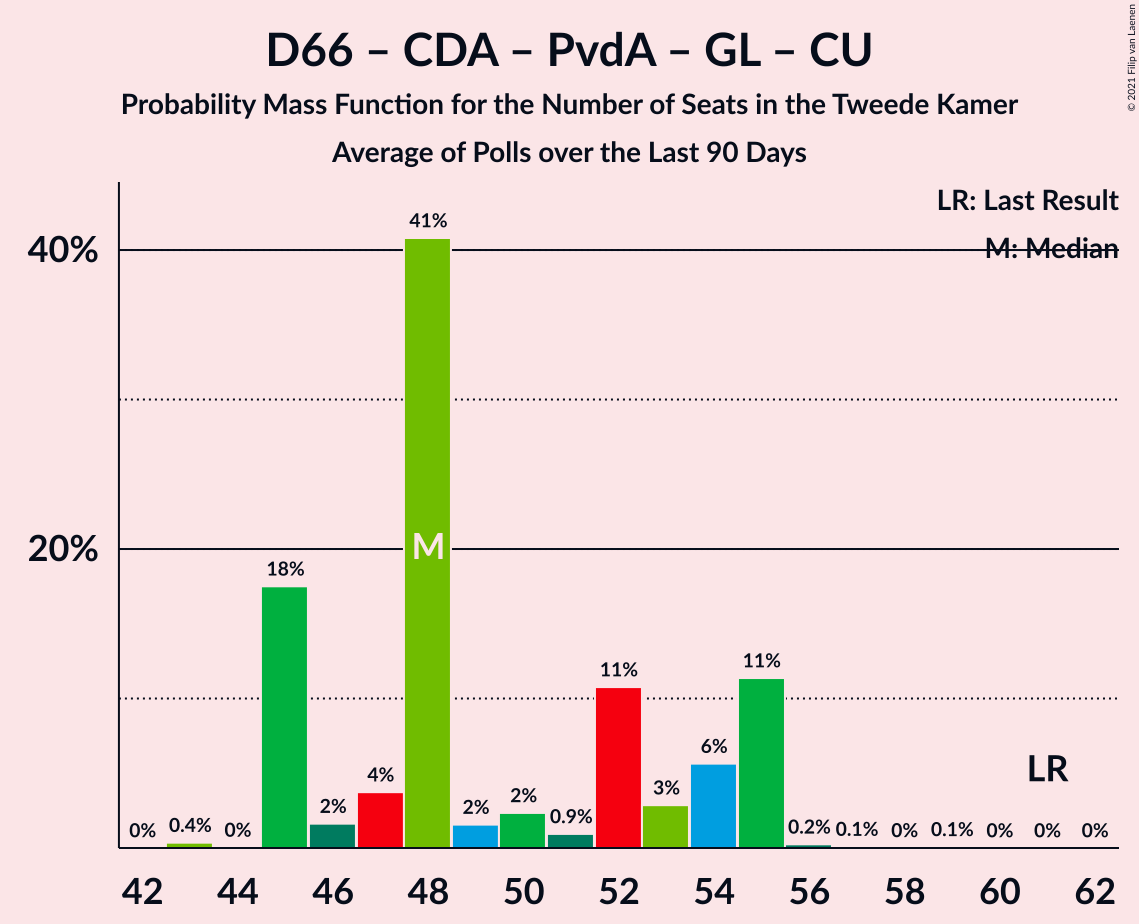 D66 – CDA – PvdA – GL – CU
Probability Mass Function for the Number of Seats in the Tweede Kamer
Average of Polls over the Last 90 Days
© 2021 Filip van Laenen
LR: Last Result
M: Median
40%
20%
0%
0.4%
0%
18%
2%
4%
41%
M
2%
2%
0.9%
11%
3%
6%
11%
0.2%
0.1%
0%
0.1%
0%
0%
0%
LR
42 44 46 48 50 52 54 56 58 60 62